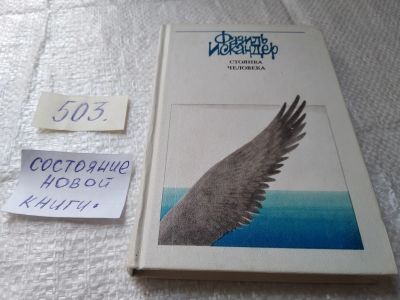 Фазиль
Искандер
СТОЯНКА
ЧЕЛОВЕКА
503.
СОСТОЯНИЕ
НОВОЙ
КНИГИ.